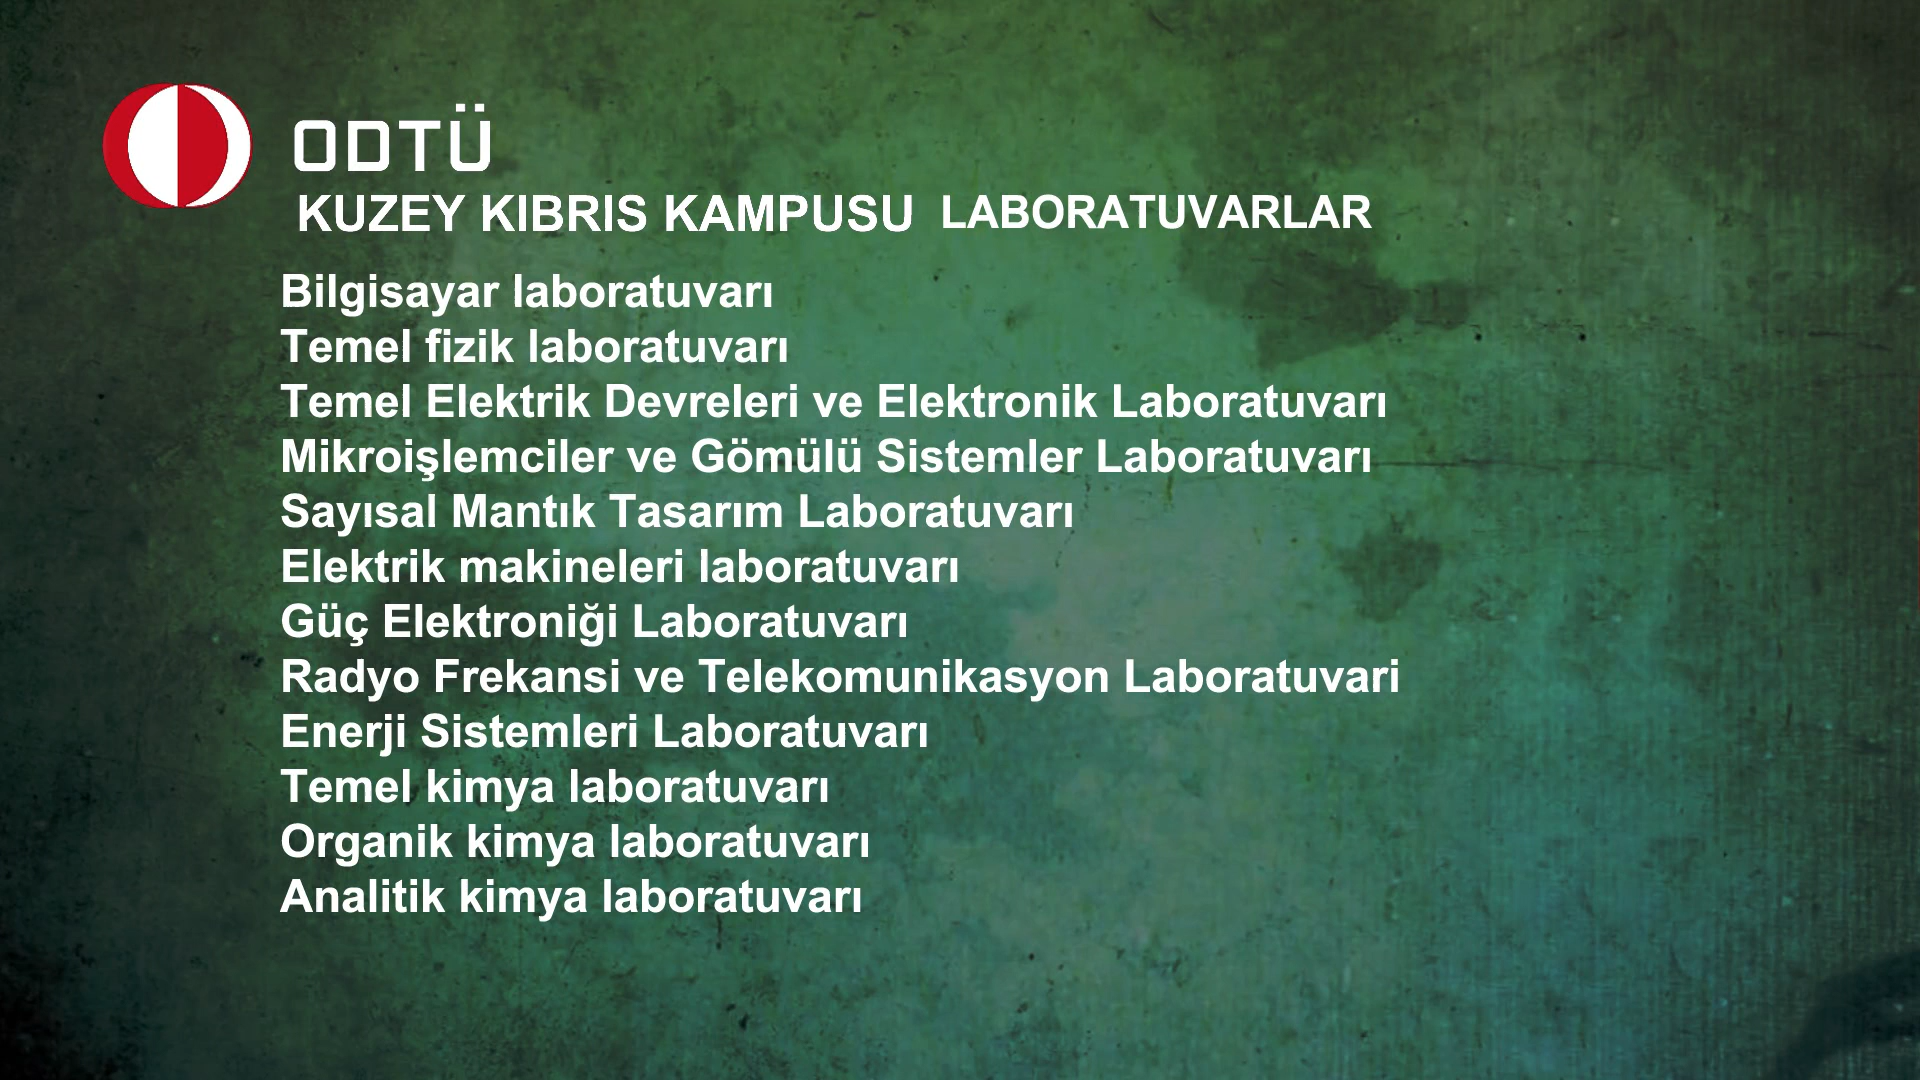 ODTÜ
KUZEY KIBRIS KAMPUSU LABORATUVARLAR
Bilgisayar laboratuvarı
Temel fizik laboratuvarı
Temel Elektrik Devreleri ve Elektronik Laboratuvarı
Mikroişlemciler ve Gömülü Sistemler Laboratuvarı
Sayısal Mantık Tasarım Laboratuvarı
Elektrik makineleri laboratuvarı
Güç Elektroniği Laboratuvarı
Radyo Frekansi ve Telekomunikasyon Laboratuvari
Enerji Sistemleri Laboratuvarı
Temel kimya laboratuvarı
Organik kimya laboratuvarı
Analitik kimya laboratuvarı